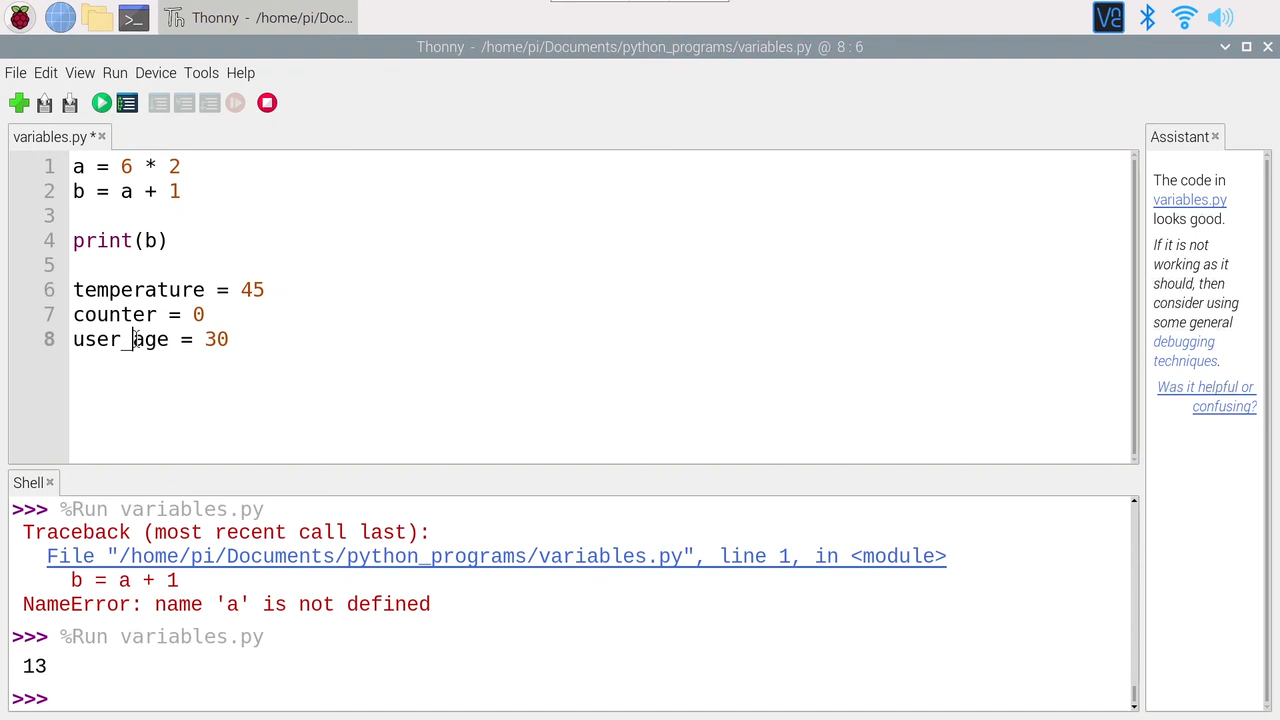 Thonny - /home/pi/Doc...
Thonny - /home/pi/Documents/python_programs/variables.py @ 8 : 6
File Edit View Run Device Tools Help
variables.py *
1 a = 6 * 2
2 b = a + 1
3
4 print(b)
5
6 temperature = 45
7 counter = 0
8 user_age = 30
Assistant
The code in
variables.py
looks good.
If it is not
working as it
should, then
consider using
some general
debugging
techniques.
Was it helpful or
confusing?
Shell
>>> %Run variables.py
Traceback (most recent call last):
File "/home/pi/Documents/python_programs/variables.py", line 1, in <module>
b = a + 1
NameError: name 'a' is not defined
>>> %Run variables.py
13
>>>